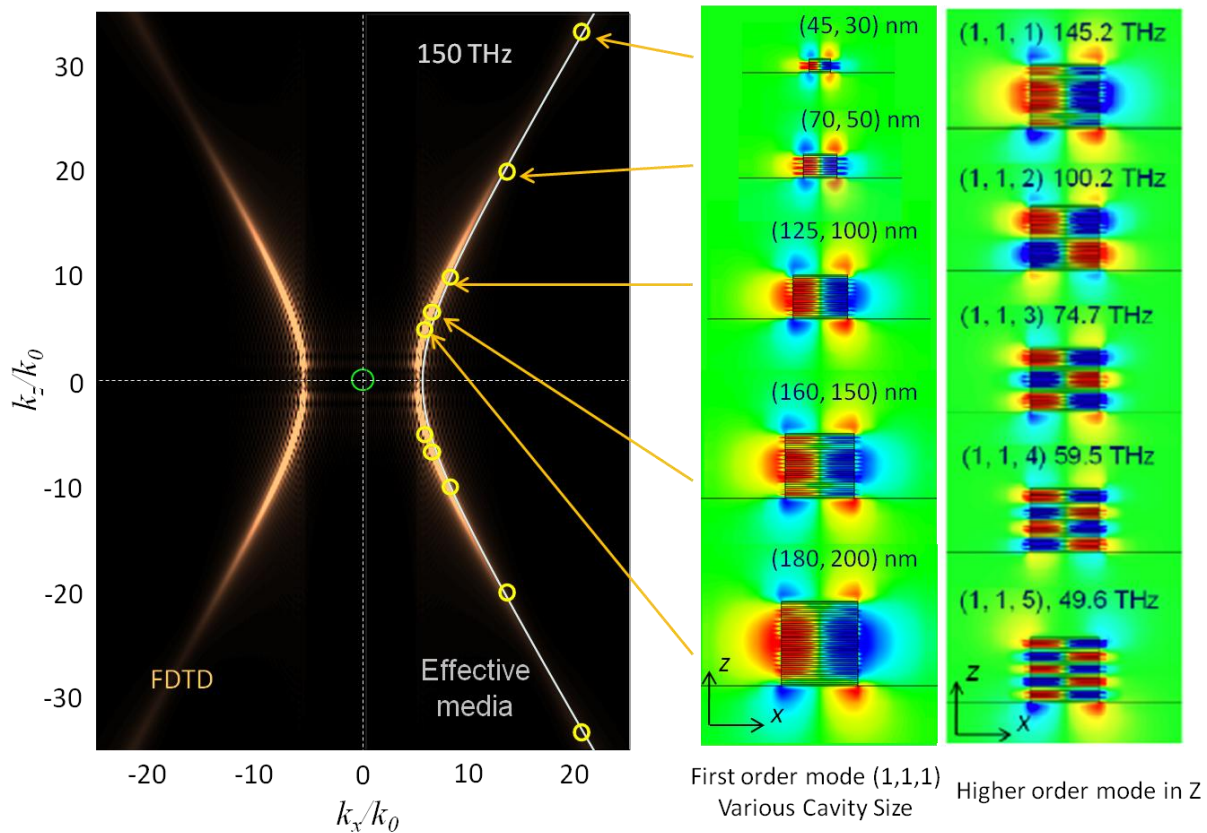 30
20
10
0
-10
-20
-30
k_z/k_0
-20
-10
0
10
20
k_x/k_0
150 THz
FDTD
Effective
media
(45, 30) nm
(70, 50) nm
(125, 100) nm
(160, 150) nm
(180, 200) nm
z
x
First order mode (1,1,1)
Various Cavity Size
(1, 1, 1) 145.2 THz
(1, 1, 2) 100.2 THz
(1, 1, 3) 74.7 THz
(1, 1, 4) 59.5 THz
(1, 1, 5), 49.6 THz
z
x
Higher order mode in Z